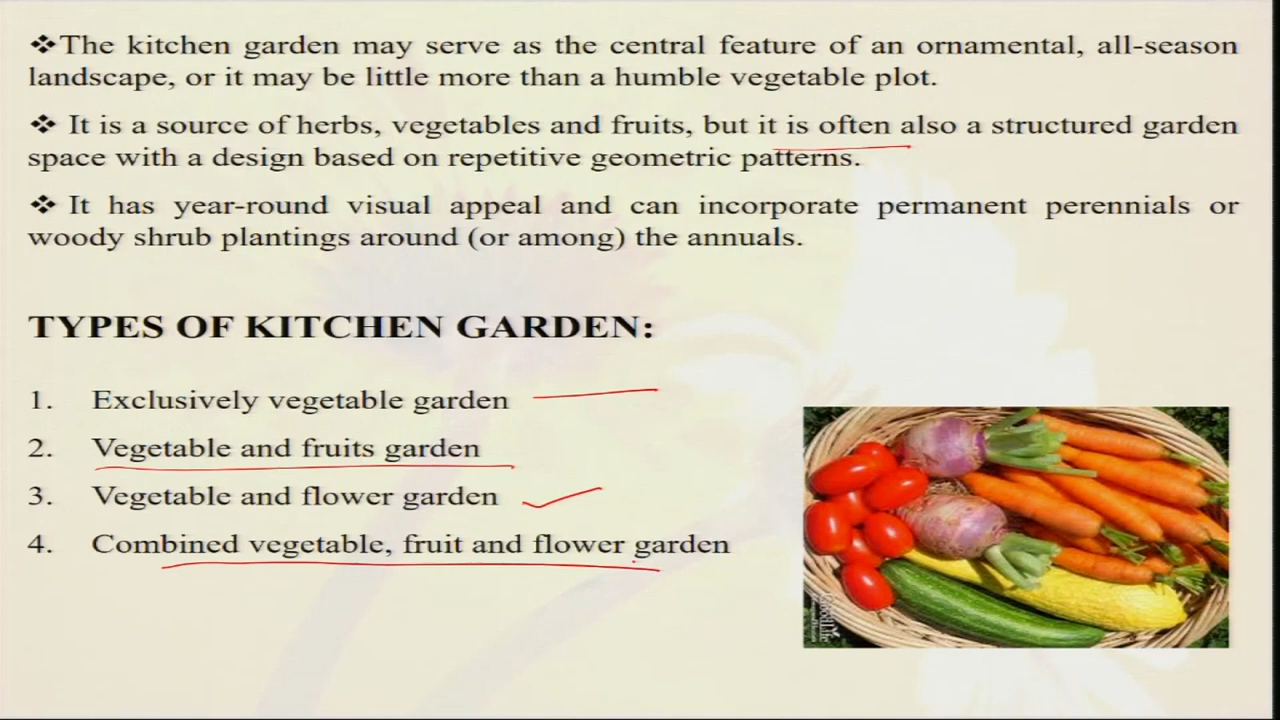 ❖The kitchen garden may serve as the central feature of an ornamental, all-season
landscape, or it may be little more than a humble vegetable plot.
❖ It is a source of herbs, vegetables and fruits, but it is often also a structured garden
space with a design based on repetitive geometric patterns.
❖ It has year-round visual appeal and can incorporate permanent perennials or
woody shrub plantings around (or among) the annuals.
TYPES OF KITCHEN GARDEN:
1. Exclusively vegetable garden
2. Vegetable and fruits garden
3. Vegetable and flower garden
4. Combined vegetable, fruit and flower garden